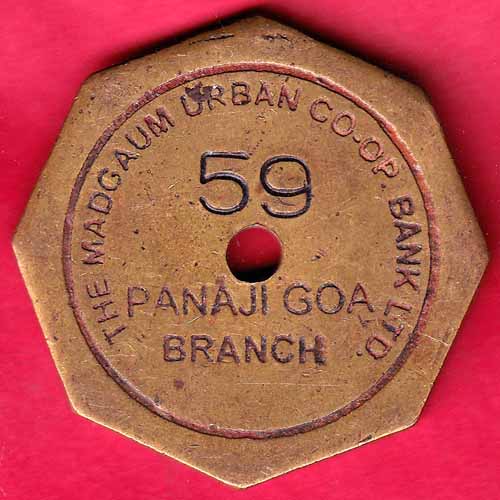 THE MADGAUM URBAN CO-OP. BANK LTD
59
PANAJI GOA
BRANCH